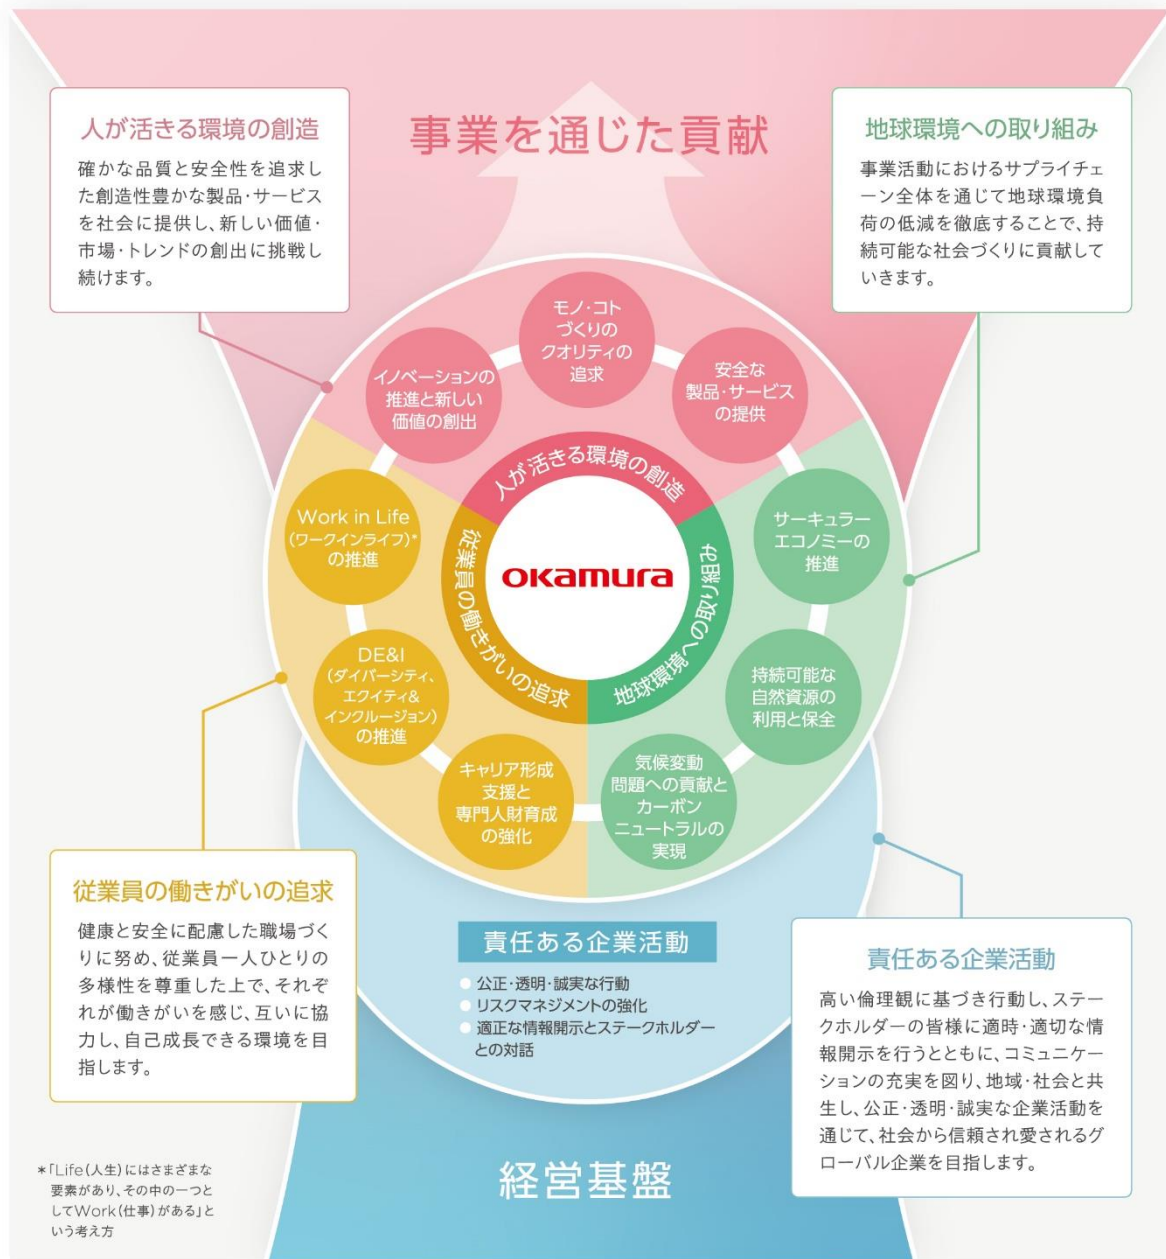 事業を通じた貢献
人が活きる環境の創造
確かな品質と安全性を追求し
た創造性豊かな製品・サービス
を社会に提供し、新しい価値・
市場・トレンドの創出に挑戦し
続けます。
地球環境への取り組み
事業活動におけるサプライチェ
ーン全体を通じて地球環境負
荷の低減を徹底することで、持
続可能な社会づくりに貢献して
いきます。
モノ・コト
づくりの
クオリティの
追求
イノベーションの
推進と新しい
価値の創出
安全な
製品・サービス
の提供
人が活きる環境の創造
Work in Life
(ワークインライフ)*
の推進
サーキュラー
エコノミーの
推進
従業員の働きがいの追求
okamura
地球環境への取り組み
DE&I
(ダイバーシティ、
エクイティ&
インクルージョン)
の推進
持続可能な
自然資源の
利用と保全
キャリア形成
支援と
専門人財育成
の強化
気候変動
問題への貢献と
カーボン
ニュートラルの
実現
従業員の働きがいの追求
健康と安全に配慮した職場づく
りに努め、従業員一人ひとりの
多様性を尊重した上で、それぞ
れが働きがいを感じ、互いに協
力し、自己成長できる環境を目
指します。
責任ある企業活動
公正・透明・誠実な行動
リスクマネジメントの強化
適正な情報開示とステークホルダー
との対話
責任ある企業活動
高い倫理観に基づき行動し、ステー
クホルダーの皆様に適時・適切な情
報開示を行うとともに、コミュニケー
ションの充実を図り、地域・社会と共
生し、公正・透明・誠実な企業活動を
通じて、社会から信頼され愛されるグ
ローバル企業を目指します。
経営基盤
*「Life(人生)にはさまざまな
要素があり、その中の一つと
してWork(仕事)がある」と
いう考え方